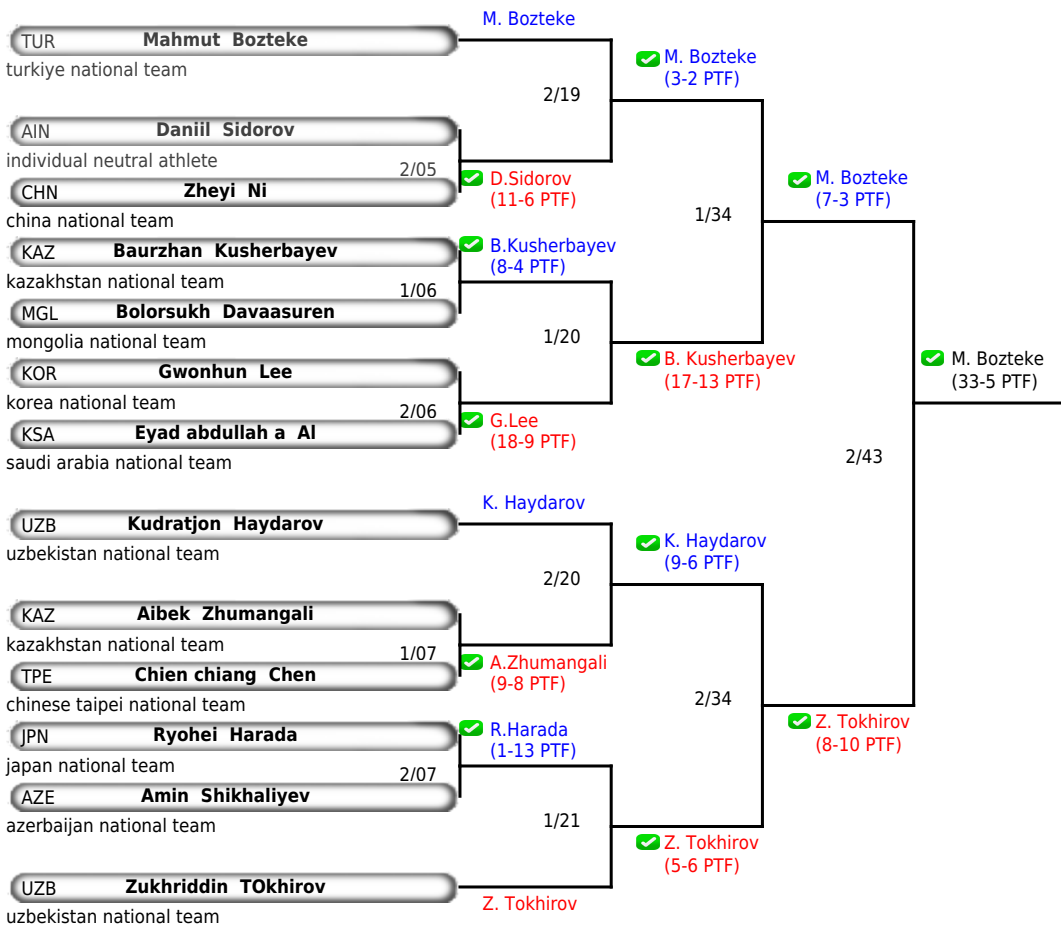 M. Bozteke
TUR Mahmut Bozteke
turkiye national team
M. Bozteke
(3-2 PTF)
2/19
AIN Daniil Sidorov
individual neutral athlete
2/05
D.Sidorov
(11-6 PTF)
CHN Zheyi Ni
china national team
M. Bozteke
(7-3 PTF)
1/34
KAZ Baurzhan Kusherbayev
kazakhstan national team
B.Kusherbayev
(8-4 PTF)
1/06
MGL Bolorsukh Davaasuren
mongolia national team
1/20
B. Kusherbayev
(17-13 PTF)
KOR Gwonhun Lee
korea national team
2/06
G.Lee
(18-9 PTF)
KSA Eyad abdullah a Al
saudi arabia national team
M. Bozteke
(33-5 PTF)
2/43
K. Haydarov
UZB Kudratjon Haydarov
uzbekistan national team
K. Haydarov
(9-6 PTF)
2/20
KAZ Aibek Zhumangali
kazakhstan national team
1/07
A.Zhumangali
(9-8 PTF)
TPE Chien chiang Chen
chinese taipei national team
2/34
Z. Tokhirov
(8-10 PTF)
JPN Ryohei Harada
japan national team
R.Harada
(1-13 PTF)
2/07
AZE Amin Shikhaliyev
azerbaijan national team
1/21
Z. Tokhirov
(5-6 PTF)
UZB Zukhriddin TOkhirov
uzbekistan national team
Z. Tokhirov